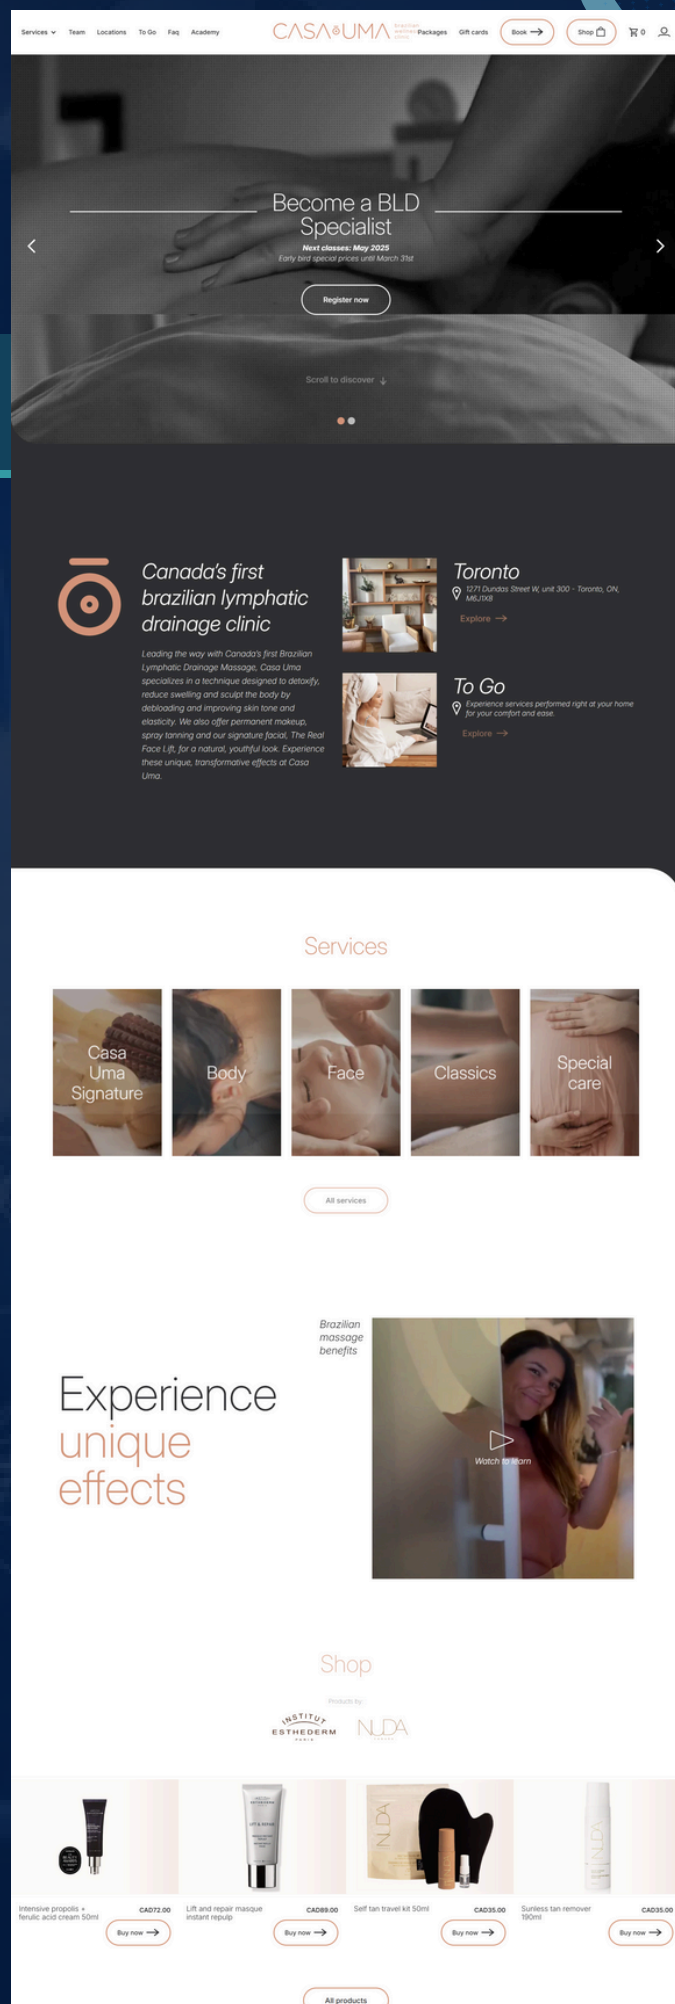 Services
Team
Locations
To Go
Faq
Academy
CASA UMA
brazilian
wellness
clinic
Packages
Gift cards
Book
Shop
0
Become a BLD
Specialist
Next classes: May 2025
Early bird special prices until March 31st
Register now
Scroll to discover
Canada's first
brazilian lymphatic
drainage clinic
Leading the way with Canada's first Brazilian
Lymphatic Drainage Massage, Casa Uma
specializes in a technique designed to detoxify,
reduce swelling and sculpt the body by
debloading and improving skin tone and
elasticity. We also offer permanent makeup,
spray tanning and our signature facial, The Real
Face Lift, for a natural, youthful look. Experience
these unique, transformative effects at Casa
Uma.
Toronto
1271 Dundas Street W, unit 300 - Toronto, ON,
M6J1X8
Explore
To Go
Experience services performed right at your home
for your comfort and ease.
Explore
Services
Casa
Uma
Signature
Body
Face
Classics
Special
care
All services
Brazilian
massage
benefits
Experience
unique
effects
Watch to learn
Shop
Products by
INSTITUT
ESTHEDERM
PARIS
NUDA
NUDA
NUDA
Intensive propolis +
ferulic acid cream 50ml
CAD72.00
Buy now
Lift and repair masque
instant repulp
CAD89.00
Buy now
Self tan travel kit 50ml
CAD35.00
Buy now
Sunless tan remover
190ml
CAD35.00
Buy now
All products